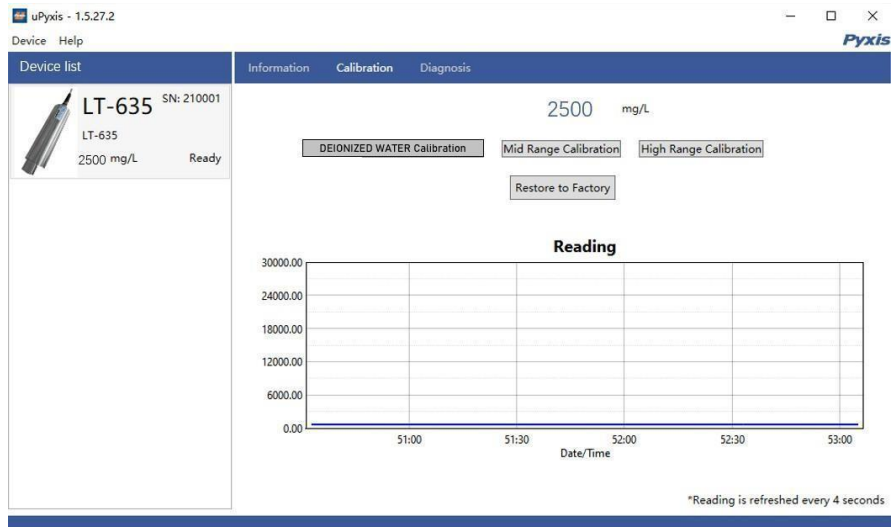 uPyxis - 1.5.27.2
Device Help
Pyxis
Device list
Information Calibration Diagnosis
LT-635 SN: 210001
LT-635
2500 mg/L Ready
2500 mg/L
DEIONIZED WATER Calibration Mid Range Calibration High Range Calibration
Restore to Factory
Reading
30000.00
24000.00
18000.00
12000.00
6000.00
0.00
51:00 51:30 52:00 52:30 53:00
Date/Time
*Reading is refreshed every 4 seconds